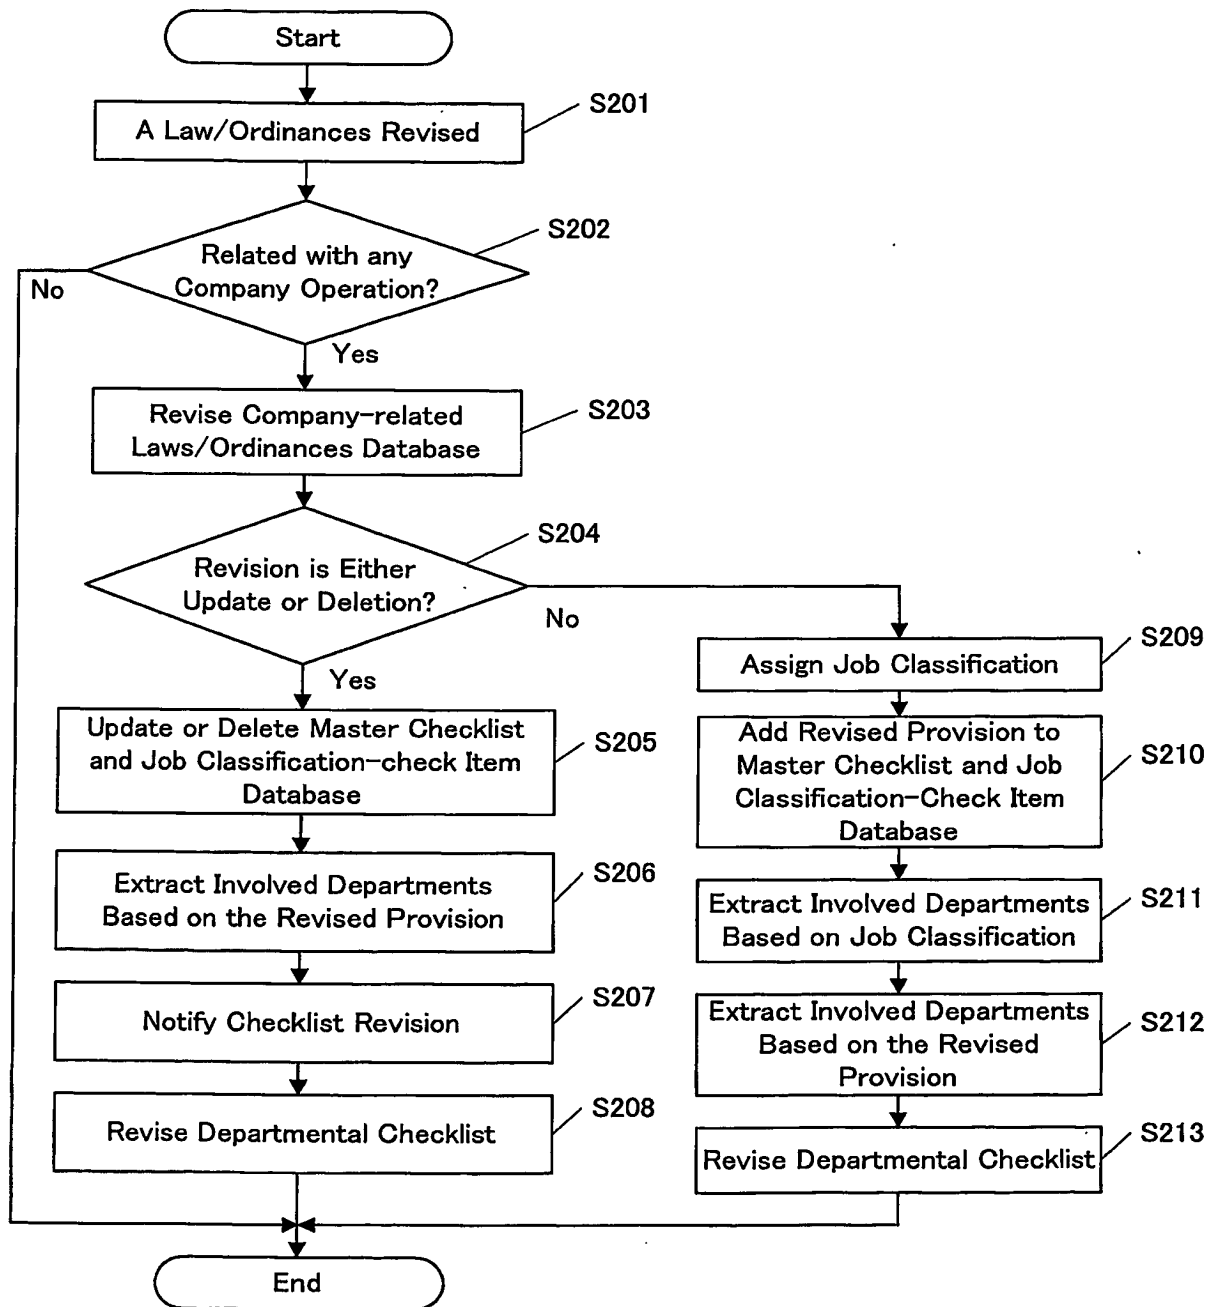 Start
A Law/Ordinances Revised
S201
Related with any
Company Operation?
S202
No
Yes
Revise Company-related
Laws/Ordinances Database
S203
Revision is Either
Update or Deletion?
S204
No
Yes
Update or Delete Master Checklist
and Job Classification-check Item
Database
S205
Extract Involved Departments
Based on the Revised Provision
S206
Notify Checklist Revision
S207
Revise Departmental Checklist
S208
Assign Job Classification
S209
Add Revised Provision to
Master Checklist and Job
Classification-Check Item
Database
S210
Extract Involved Departments
Based on Job Classification
S211
Extract Involved Departments
Based on the Revised
Provision
S212
Revise Departmental Checklist
S213
End